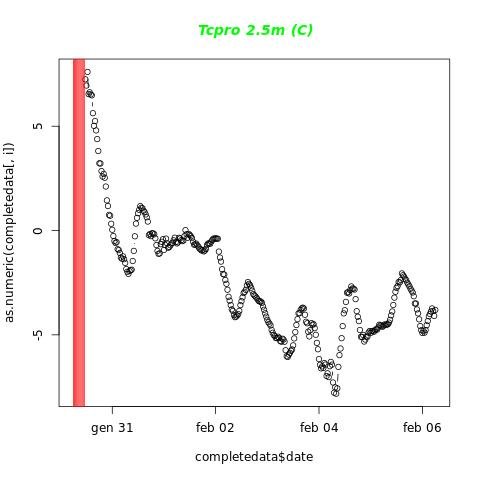 Tcpro 2.5m (C)
as.numeric(completedata[, i])
5
0
-5
gen 31
feb 02
feb 04
feb 06
completedata$date